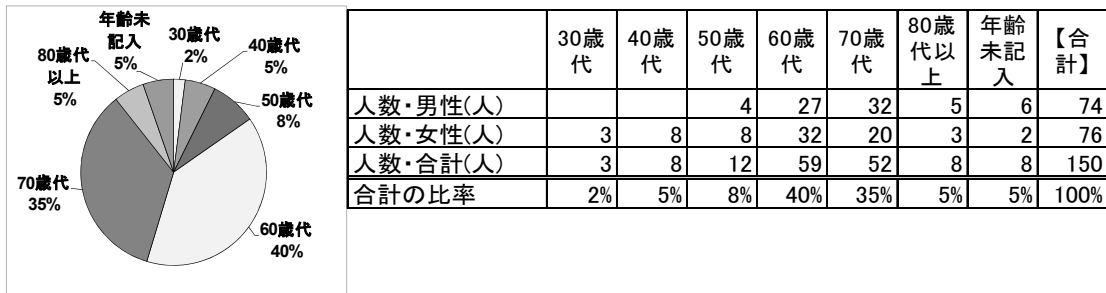 年齢未
記入
5%
30歳代
2%
40歳代
5%
50歳代
8%
60歳代
40%
70歳代
35%
80歳代
以上
5%
30歳代 40歳代 50歳代 60歳代 70歳代 80歳代以上 年齢未記入 【合計】
人数・男性(人) 4 27 32 5 6 74
人数・女性(人) 3 8 8 32 20 3 2 76
人数・合計(人) 3 8 12 59 52 8 8 150
合計の比率 2% 5% 8% 40% 35% 5% 5% 100%